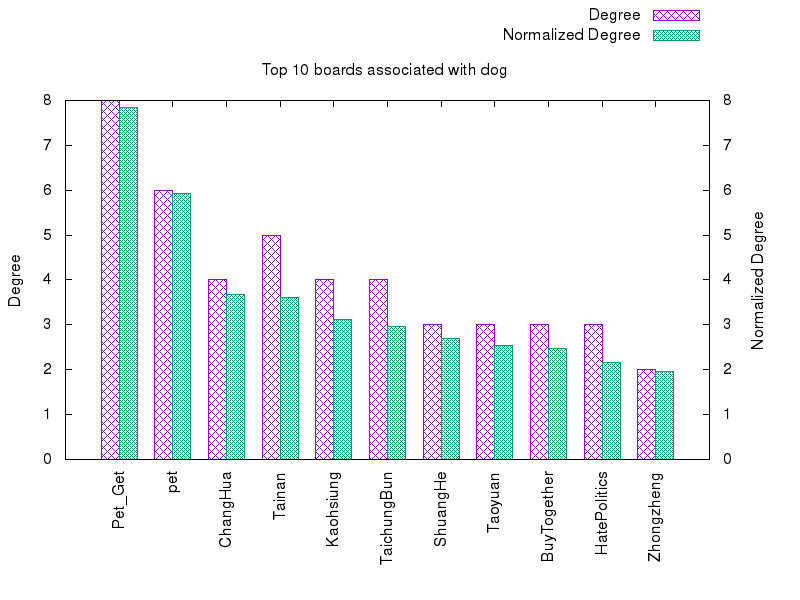 Degree
Normalized Degree
Top 10 boards associated with dog
8
7
6
5
4
3
2
1
0
8
7
6
5
4
3
2
1
0
Degree
Normalized Degree
Pet_Get
pet
ChangHua
Tainan
Kaohsiung
TaichungBun
ShuangHe
Taoyuan
BuyTogether
HatePolitics
Zhongzheng